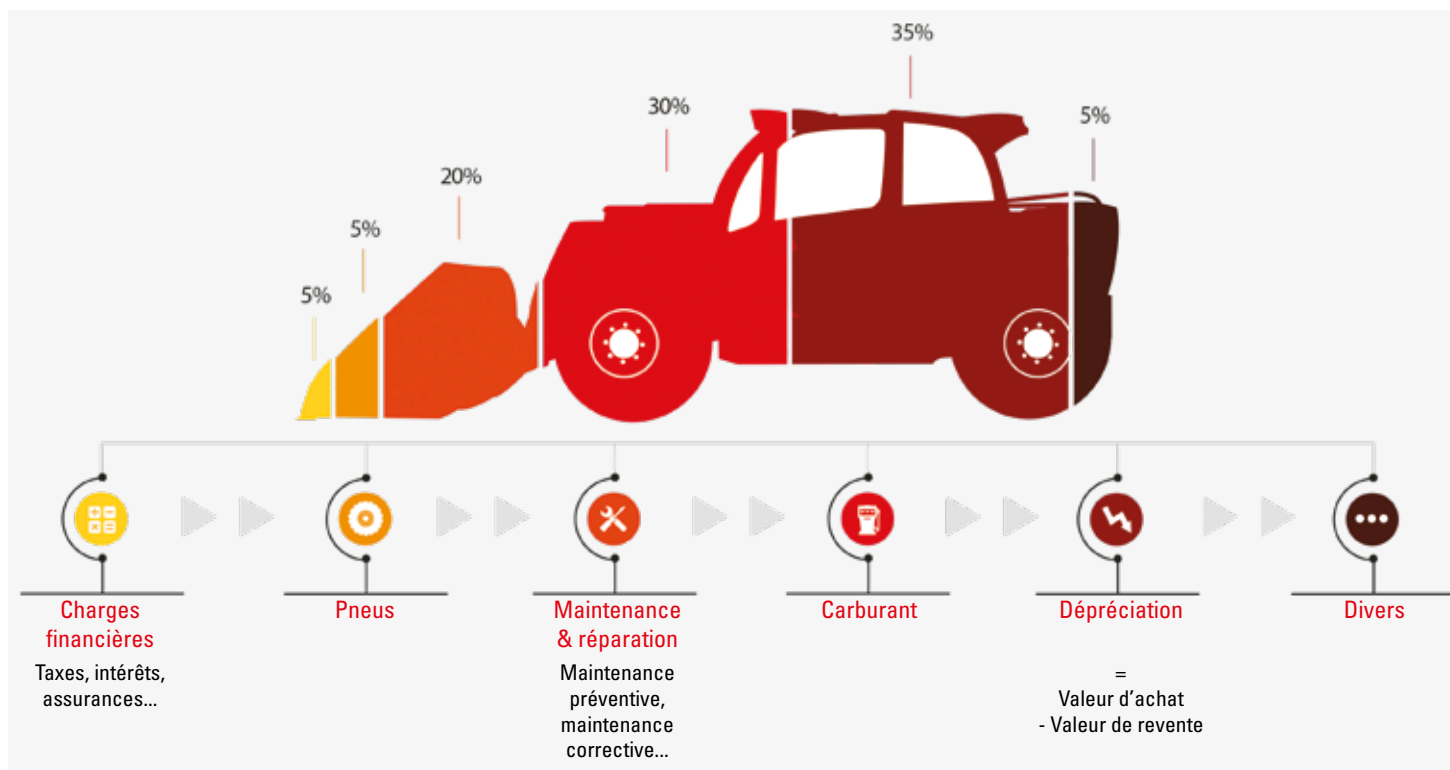 35%
30%
5%
20%
5%
5%
Charges
financières
Taxes, intérêts,
assurances...
Pneus
Maintenance
& réparation
Maintenance
préventive,
maintenance
corrective...
Carburant
Dépréciation
=
Valeur d'achat
- Valeur de revente
Divers